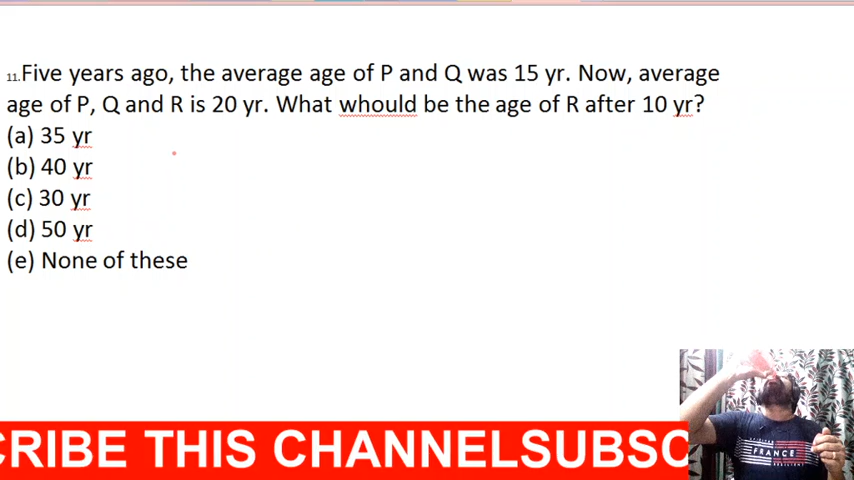 11.Five years ago, the average age of P and Q was 15 yr. Now, average
age of P, Q and R is 20 yr. What whould be the age of R after 10 yr?
(a) 35 yr
(b) 40 yr
(c) 30 yr
(d) 50 yr
(e) None of these
CRIBE THIS CHANNELSUBSC
FRANCE